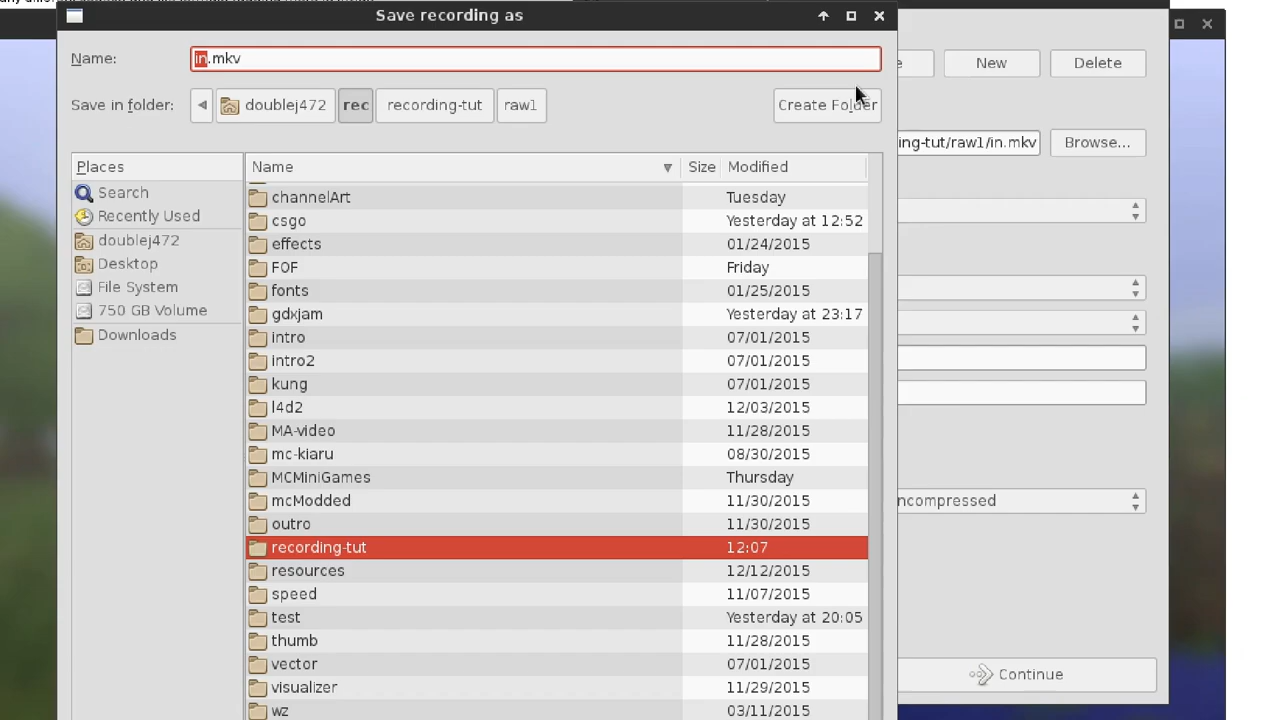 Save recording as
Name: in.mkv
Save in folder: doublej472 rec recording-tut raw1 Create Folder
New Delete
ing-tut/raw1/in.mkv Browse...
Places
Search
Recently Used
doublej472
Desktop
File System
750 GB Volume
Downloads
Name Size Modified
channelArt Tuesday
csgo Yesterday at 12:52
effects 01/24/2015
FOF Friday
fonts 01/25/2015
gdxjam Yesterday at 23:17
intro 07/01/2015
intro2 07/01/2015
kung 07/01/2015
l4d2 12/03/2015
MA-video 11/28/2015
mc-kiaru 08/30/2015
MCMiniGames Thursday
mcModded 11/30/2015
outro 11/30/2015
recording-tut 12:07
resources 12/12/2015
speed 11/07/2015
test Yesterday at 20:05
thumb 11/28/2015
vector 07/01/2015
visualizer 11/29/2015
wz 03/11/2015
ncompressed
Continue